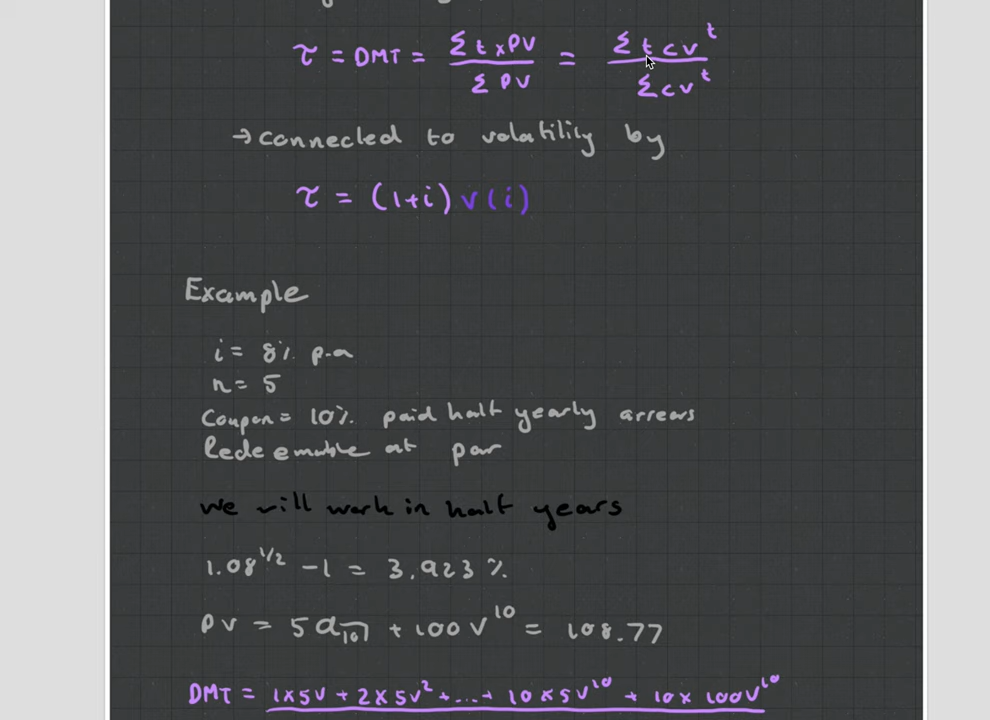 τ = DMT = Σ t x PV / Σ PV = Σ t c v^t / Σ c v^t
→ connected to volatility by
τ = (1+i) v(i)
Example
i = 8% p.a
n = 5
Coupon = 10% paid half yearly arrears
Redeemable at par
we will work in half years
1.08^1/2 - 1 = 3.923 %
PV = 5 a_10⌉ + 100 v^10 = 108.77
DMT = 1x5v + 2x5v^2 + ... + 10x5v^10 + 10x100v^10